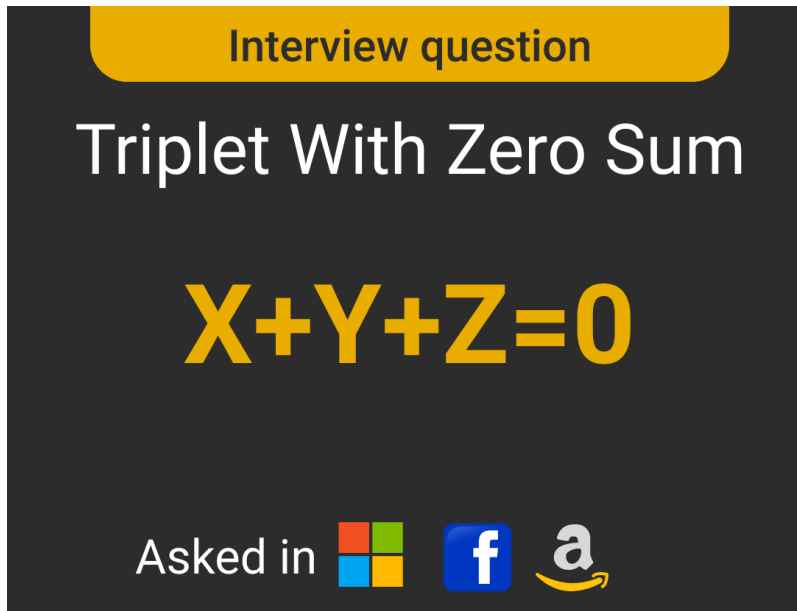 Interview question
Triplet With Zero Sum
X+Y+Z=0
Asked in f a